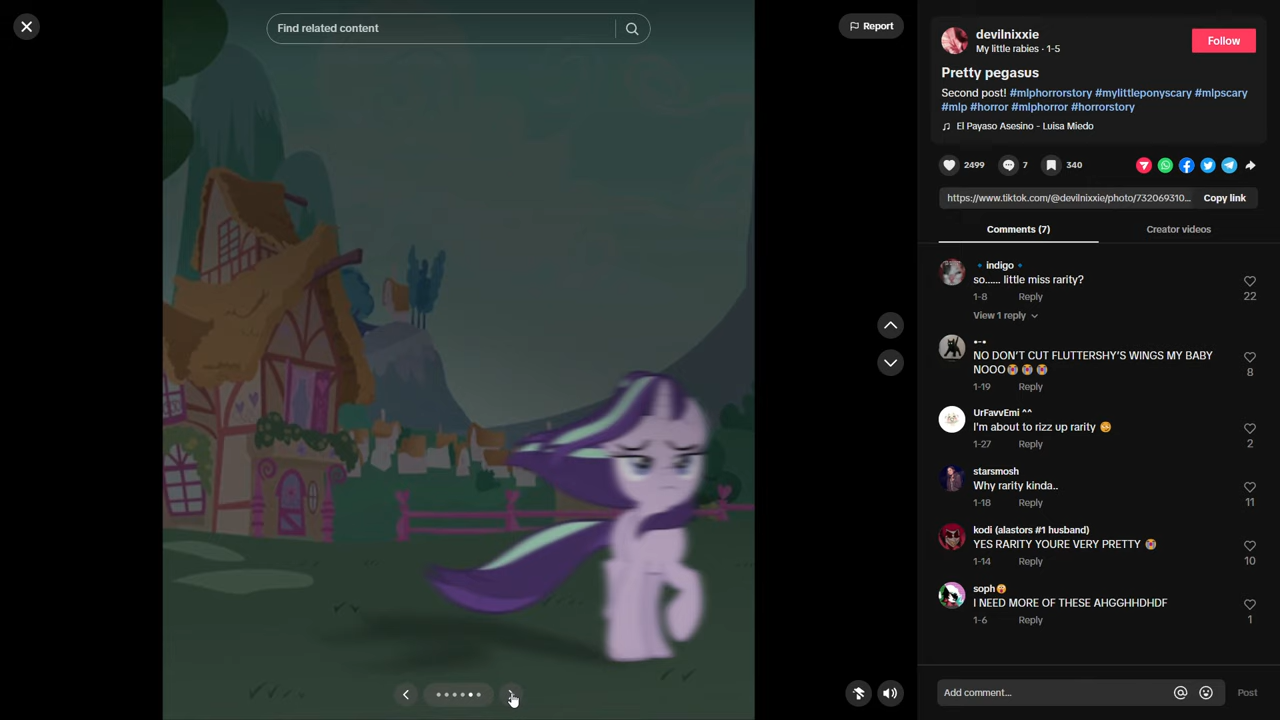 Find related content
Report
devilnixxie
My little rabies · 1-5
Follow
Pretty pegasus
Second post! #mlphorrorstory #mylittleponyscary #mlpscary
#mlp #horror #mlphorror #horrorstory
El Payaso Asesino - Luisa Miedo
2499
7
340
https://www.tiktok.com/@devilnixxie/photo/732069310...
Copy link
Comments (7)
Creator videos
🔹indigo🔹
so...... little miss rarity?
1-8 Reply
22
View 1 reply
•-•
NO DON'T CUT FLUTTERSHY'S WINGS MY BABY
NOOO😭😭😭
1-19 Reply
8
UrFavvEmi ^^
I'm about to rizz up rarity 😏
1-27 Reply
2
starsmosh
Why rarity kinda..
1-18 Reply
11
kodi (alastors #1 husband)
YES RARITY YOURE VERY PRETTY 😭
1-14 Reply
10
soph🤯
I NEED MORE OF THESE AHGGHHDHDF
1-6 Reply
1
Add comment...
Post